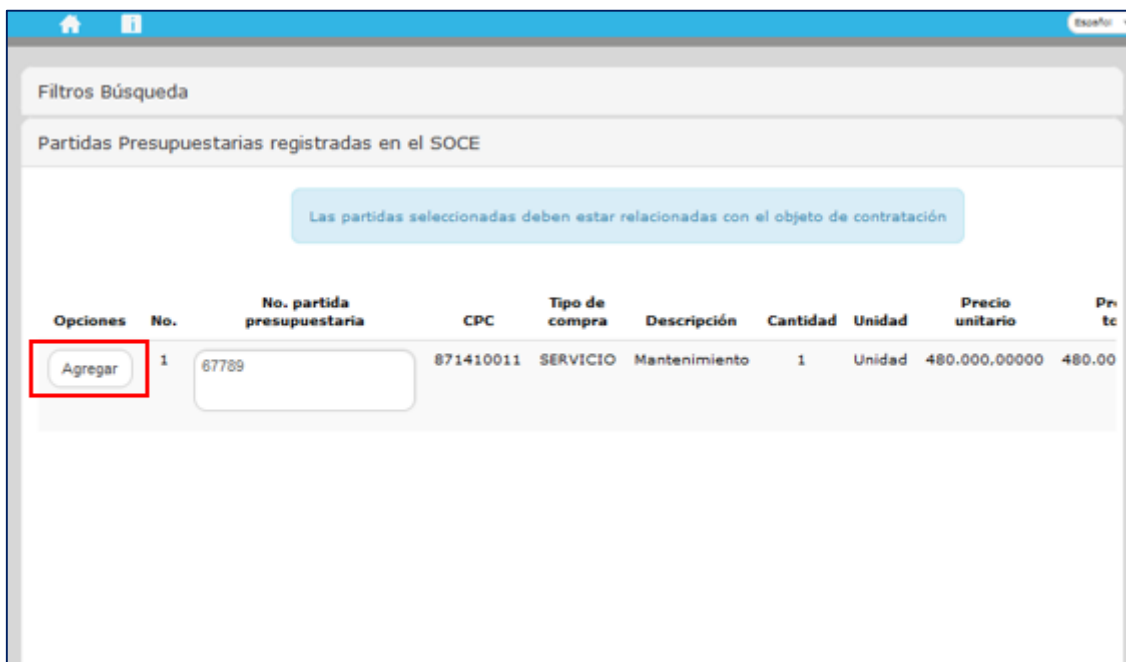 Español
Filtros Búsqueda
Partidas Presupuestarias registradas en el SOCE
Las partidas seleccionadas deben estar relacionadas con el objeto de contratación
Opciones No. No. partida presupuestaria CPC Tipo de compra Descripción Cantidad Unidad Precio unitario
Agregar 1 67789 871410011 SERVICIO Mantenimiento 1 Unidad 480.000,00000 480.00